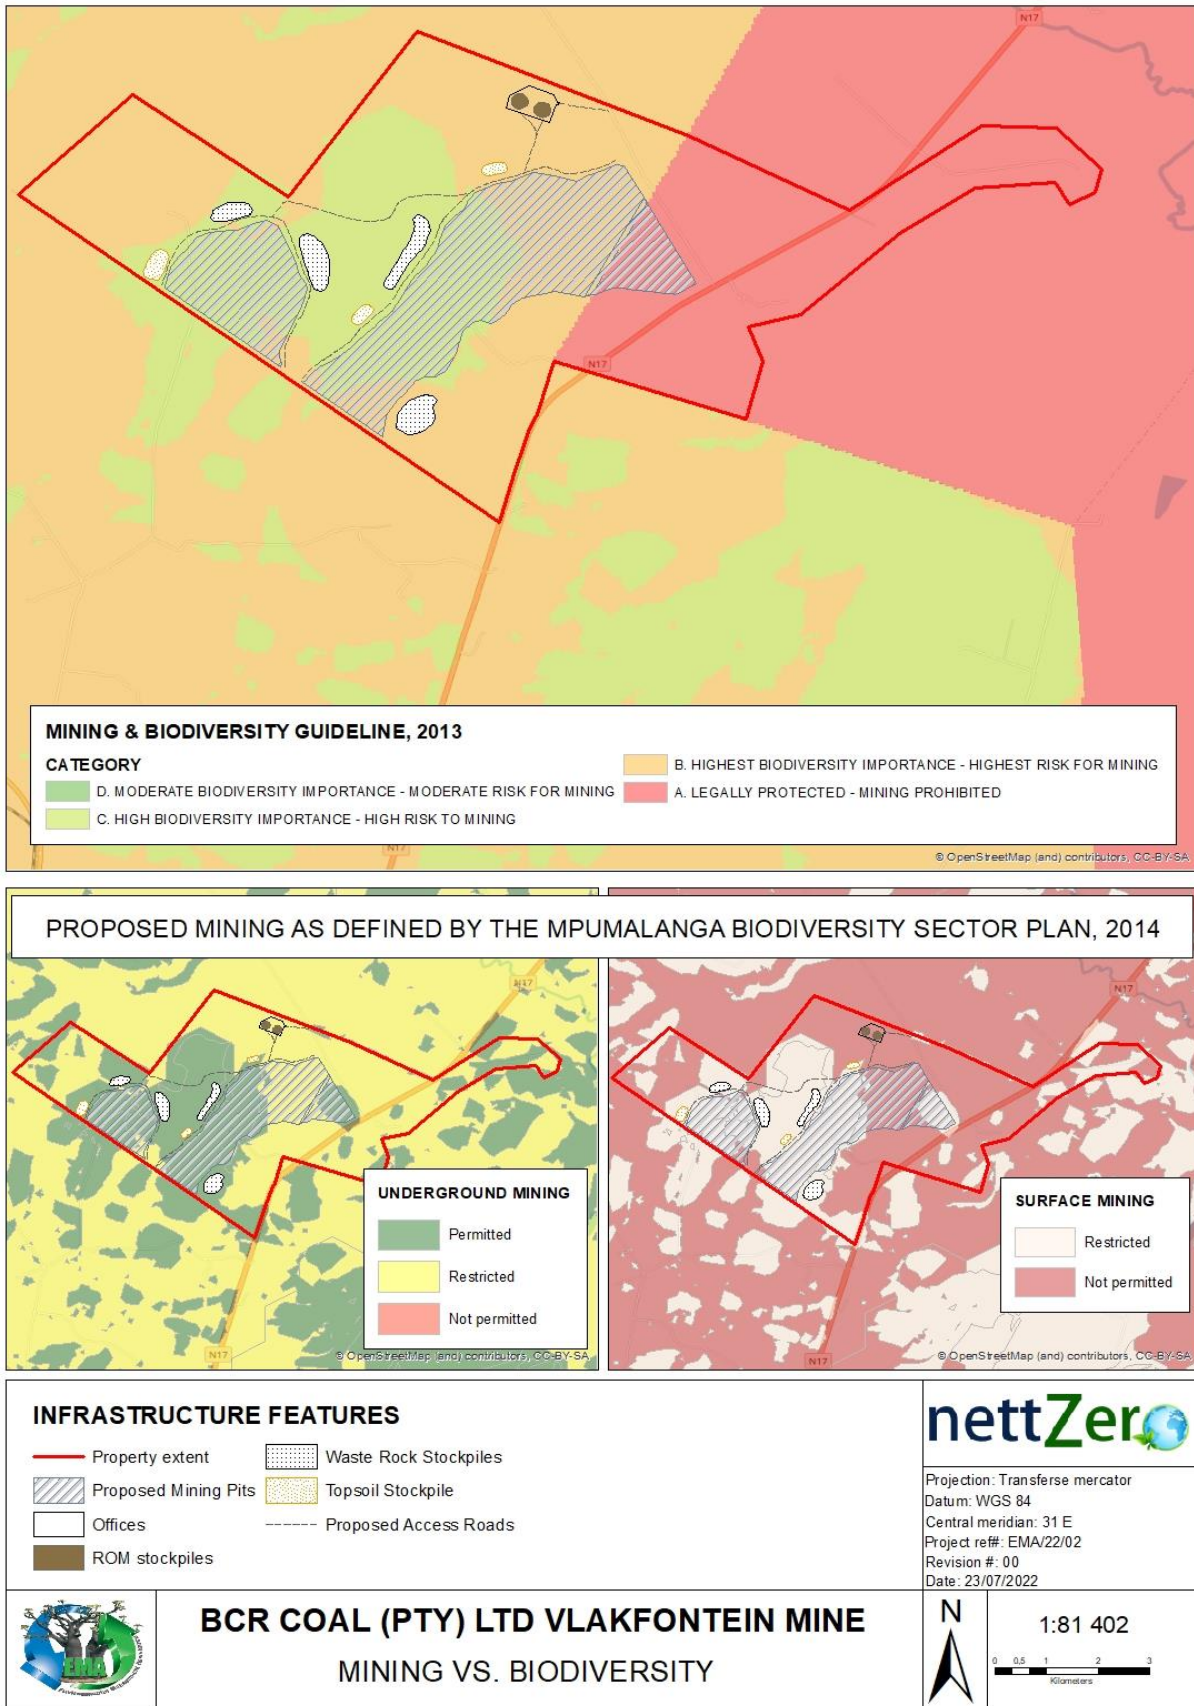 N17
N17
MINING & BIODIVERSITY GUIDELINE, 2013
CATEGORY
D. MODERATE BIODIVERSITY IMPORTANCE - MODERATE RISK FOR MINING
C. HIGH BIODIVERSITY IMPORTANCE - HIGH RISK TO MINING
B. HIGHEST BIODIVERSITY IMPORTANCE - HIGHEST RISK FOR MINING
A. LEGALLY PROTECTED - MINING PROHIBITED
N17
© OpenStreetMap (and) contributors, CC-BY-SA
PROPOSED MINING AS DEFINED BY THE MPUMALANGA BIODIVERSITY SECTOR PLAN, 2014
N17
UNDERGROUND MINING
Permitted
Restricted
Not permitted
N17
© OpenStreetMap (and) contributors, CC-BY-SA
N17
SURFACE MINING
Restricted
Not permitted
N17
© OpenStreetMap (and) contributors, CC-BY-SA
INFRASTRUCTURE FEATURES
Property extent
Proposed Mining Pits
Offices
ROM stockpiles
Waste Rock Stockpiles
Topsoil Stockpile
Proposed Access Roads
nettZero
Projection: Transferse mercator
Datum: WGS 84
Central meridian: 31 E
Project ref#: EMA/22/02
Revision #: 00
Date: 23/07/2022
EMA
BCR COAL (PTY) LTD VLAKFONTEIN MINE
MINING VS. BIODIVERSITY
N
1:81 402
0 0,5 1 2 3
Kilometers